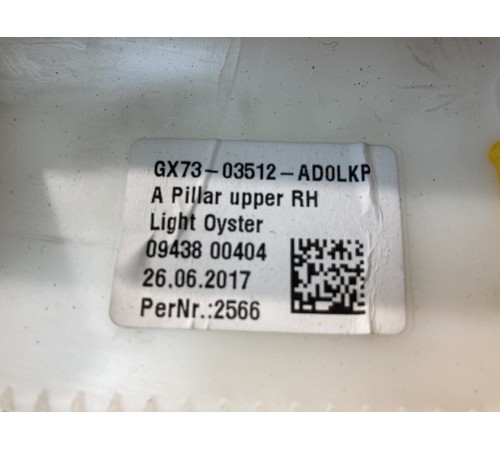 GX73-03512-AD0LKP
A Pillar upper RH
Light Oyster
09438 00404
26.06.2017
PerNr.:2566